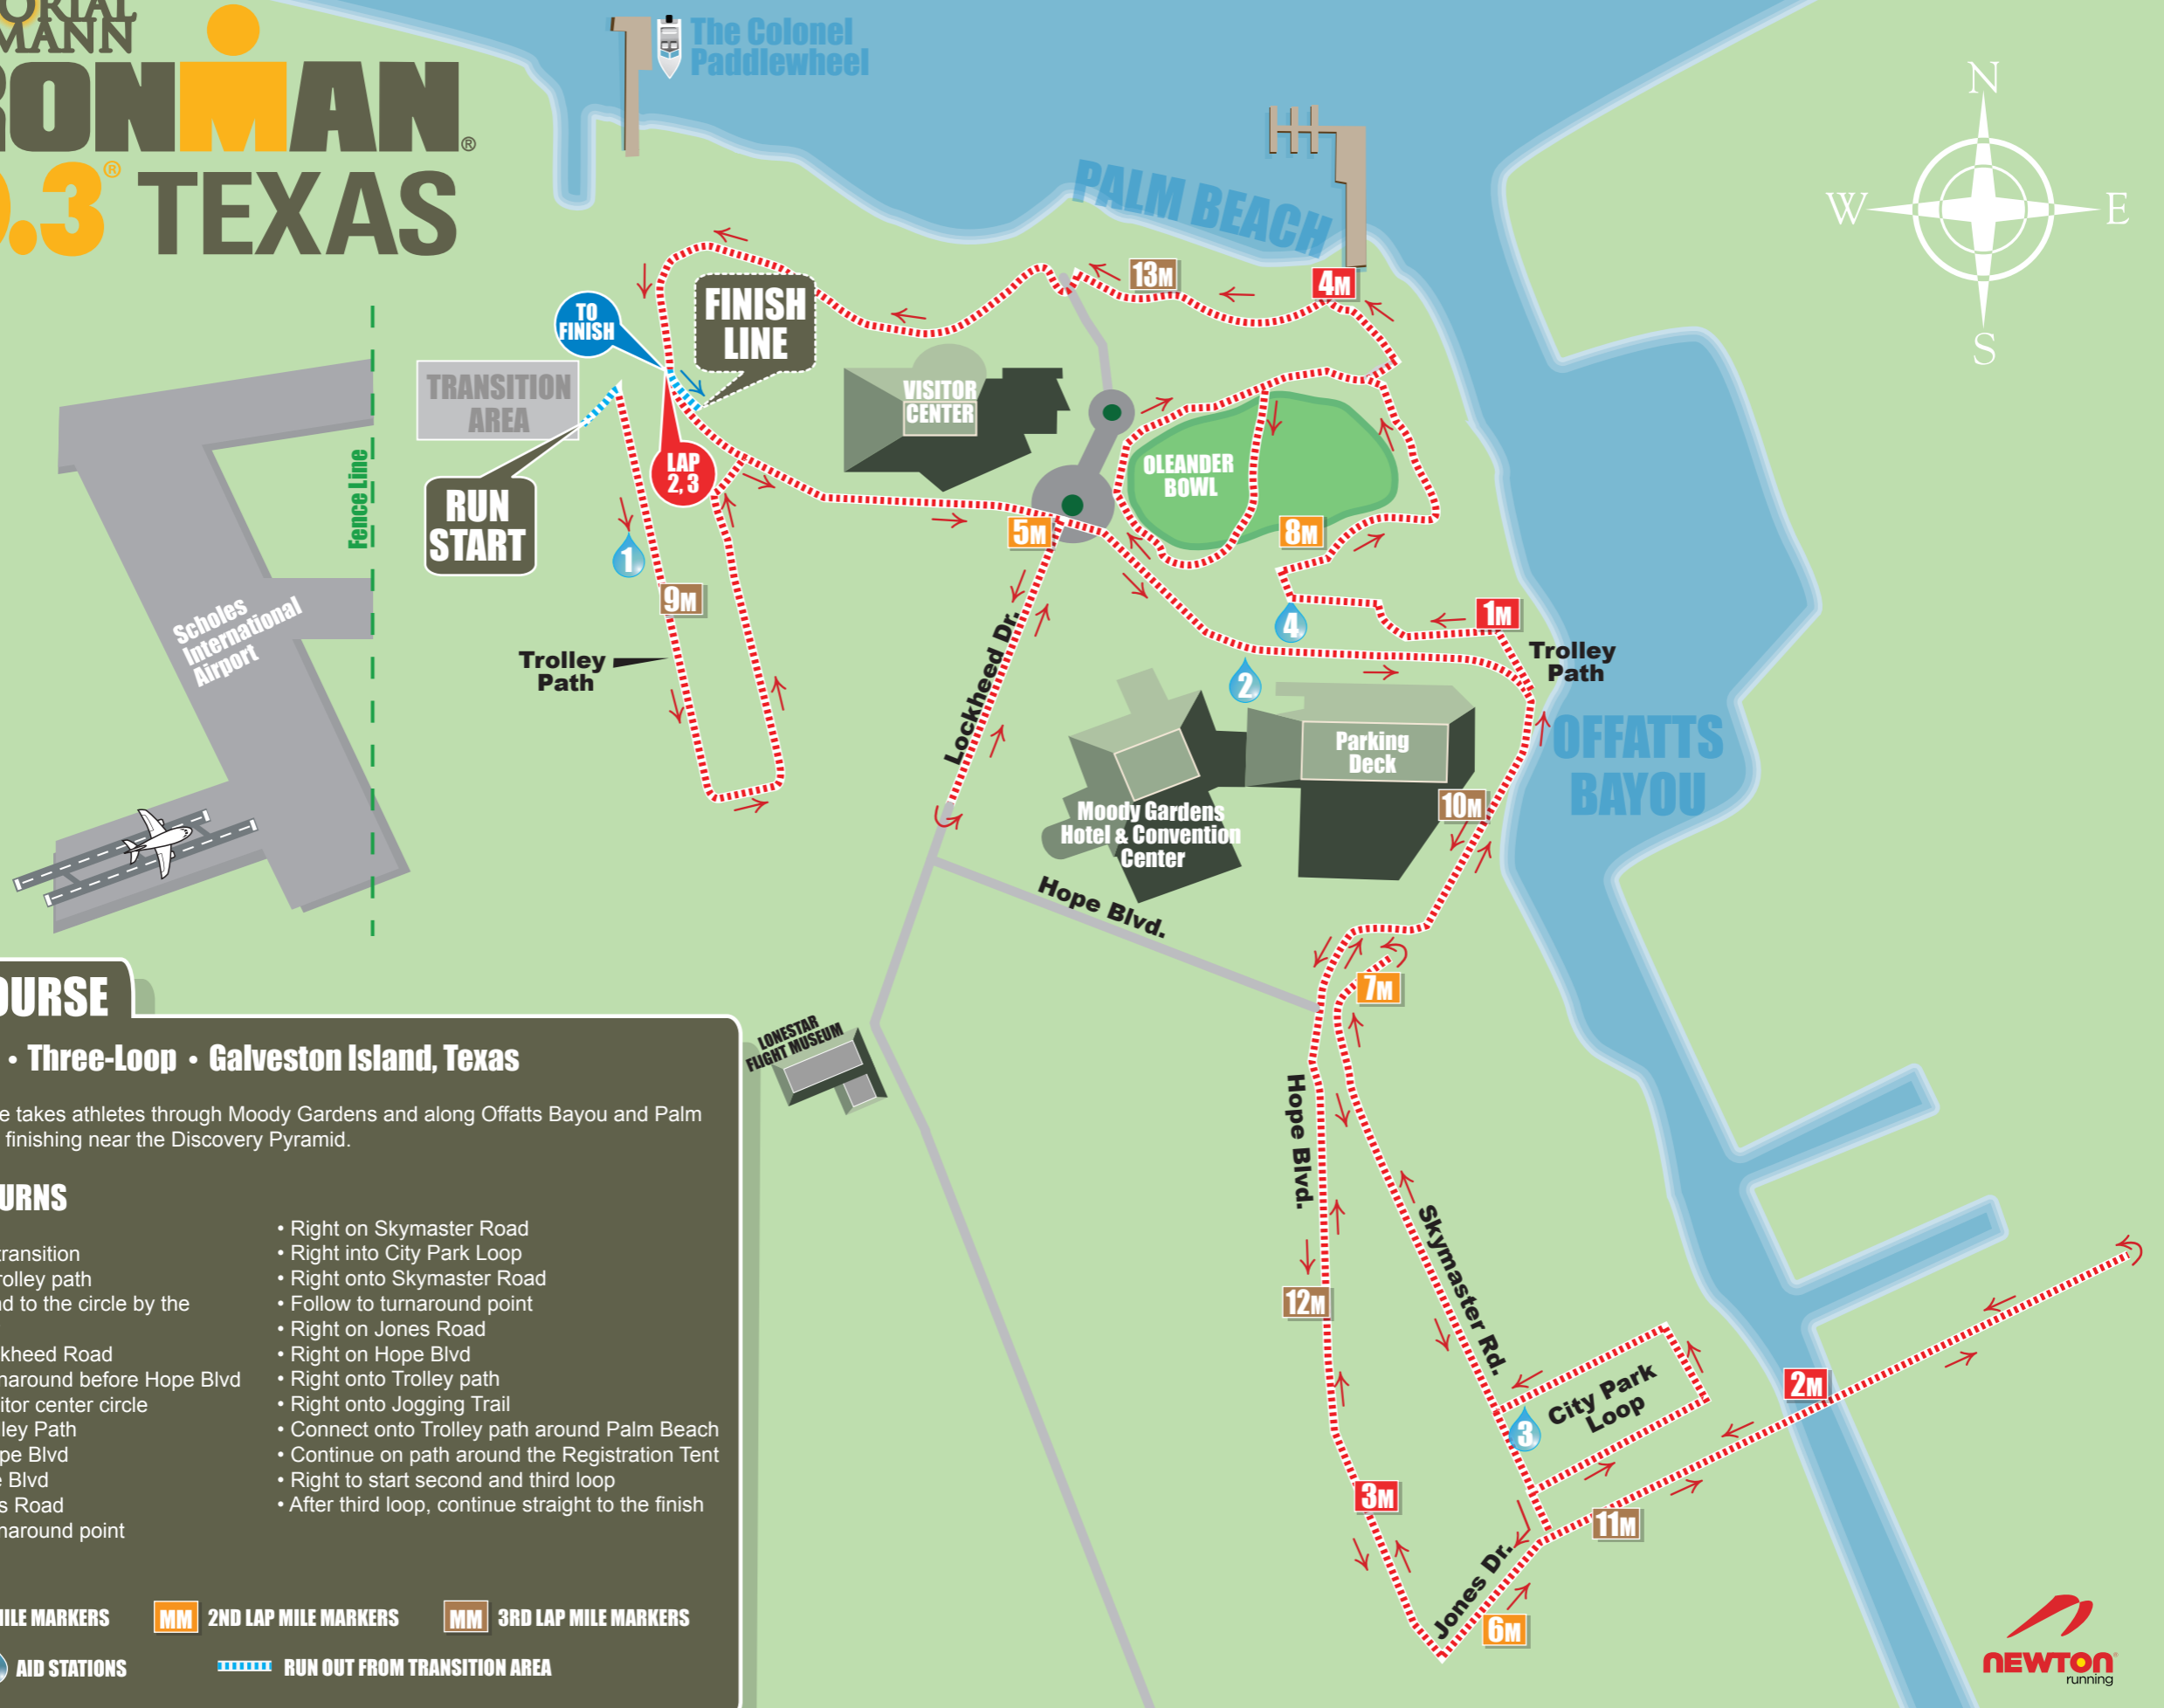 MANN
IRONMAN®
.3® TEXAS
The Colonel
Paddlewheel
PALM BEACH
N
W
E
S
13M
4M
TO
FINISH
FINISH
LINE
TRANSITION
AREA
VISITOR
CENTER
LAP
2, 3
RUN
START
OLEANDER
BOWL
5M
8M
Fence Line
1
9M
4
1M
Scholes
International
Airport
Trolley
Path
Trolley
Path
2
Lockheed Dr.
OFFATTS
BAYOU
Parking
Deck
10M
Moody Gardens
Hotel & Convention
Center
Hope Blvd.
7M
LONESTAR
FLIGHT MUSEUM
Hope Blvd.
Skymaster Rd.
12M
City Park
Loop
3
2M
3M
11M
Jones Dr.
6M
OURSE
• Three-Loop • Galveston Island, Texas
e takes athletes through Moody Gardens and along Offatts Bayou and Palm
finishing near the Discovery Pyramid.
URNS
transition
rolley path
nd to the circle by the
kheed Road
naround before Hope Blvd
itor center circle
ley Path
pe Blvd
e Blvd
s Road
naround point
• Right on Skymaster Road
• Right into City Park Loop
• Right onto Skymaster Road
• Follow to turnaround point
• Right on Jones Road
• Right on Hope Blvd
• Right onto Trolley path
• Right onto Jogging Trail
• Connect onto Trolley path around Palm Beach
• Continue on path around the Registration Tent
• Right to start second and third loop
• After third loop, continue straight to the finish
MILE MARKERS
MM 2ND LAP MILE MARKERS
MM 3RD LAP MILE MARKERS
AID STATIONS
RUN OUT FROM TRANSITION AREA
NEWTON®
running